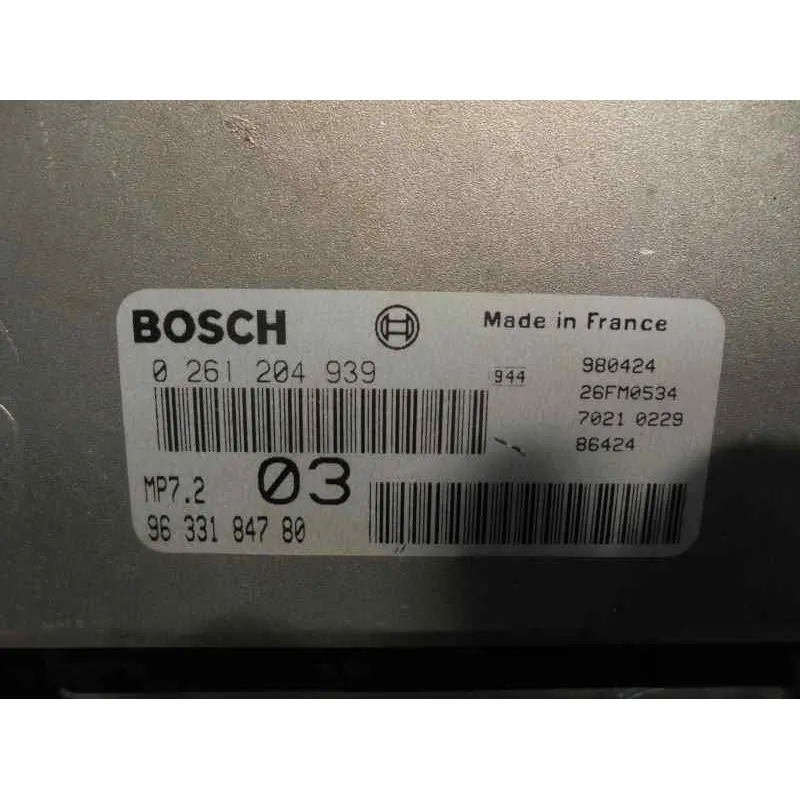 BOSCH
Made in France
0 261 204 939
944
980424
26FM0534
7021 0229
86424
MP7.2
03
96 331 847 80